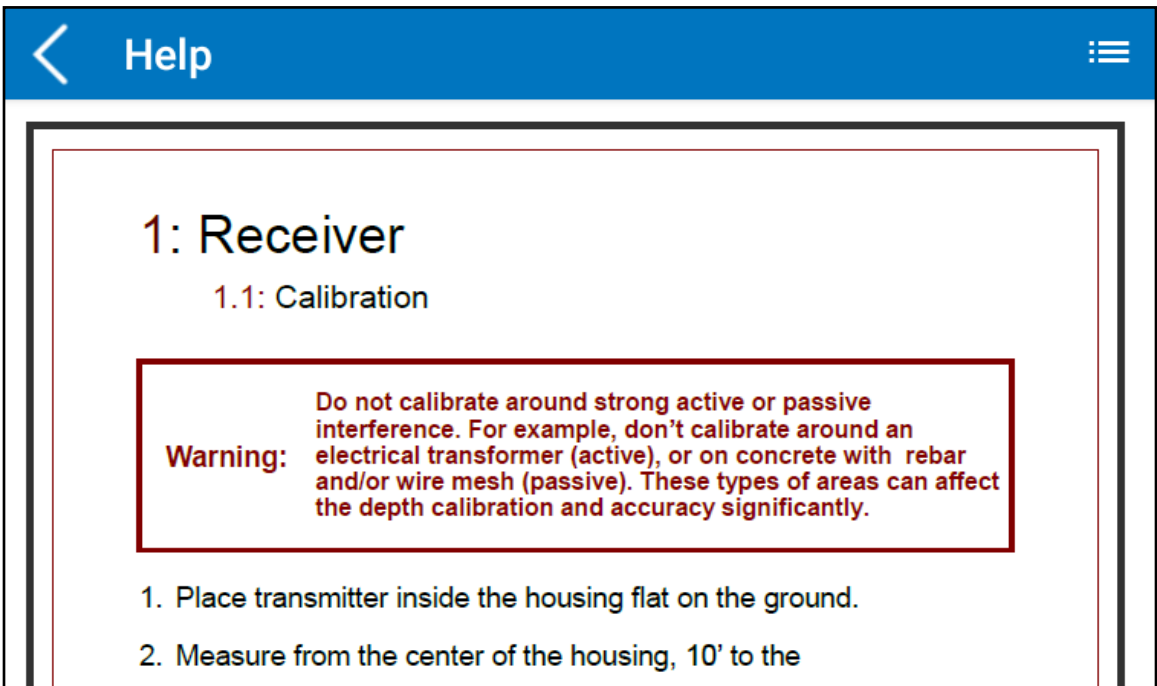 Help
1: Receiver
1.1: Calibration
Warning:
Do not calibrate around strong active or passive
interference. For example, don’t calibrate around an
electrical transformer (active), or on concrete with rebar
and/or wire mesh (passive). These types of areas can affect
the depth calibration and accuracy significantly.
1. Place transmitter inside the housing flat on the ground.
2. Measure from the center of the housing, 10’ to the